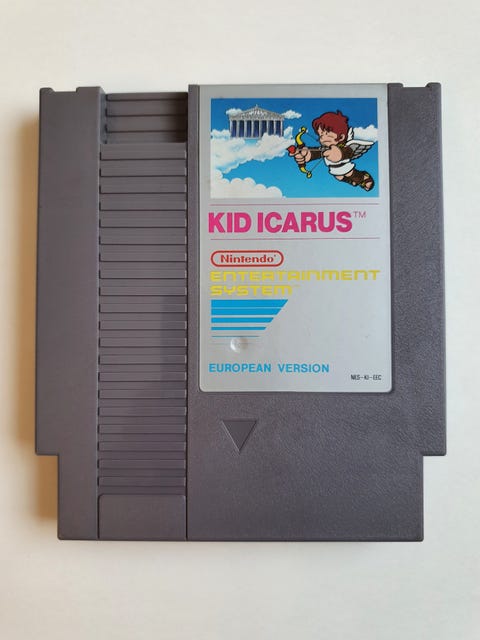 KID ICARUS™
Nintendo
ENTERTAINMENT
SYSTEM™
EUROPEAN VERSION
NES-KI-EEC